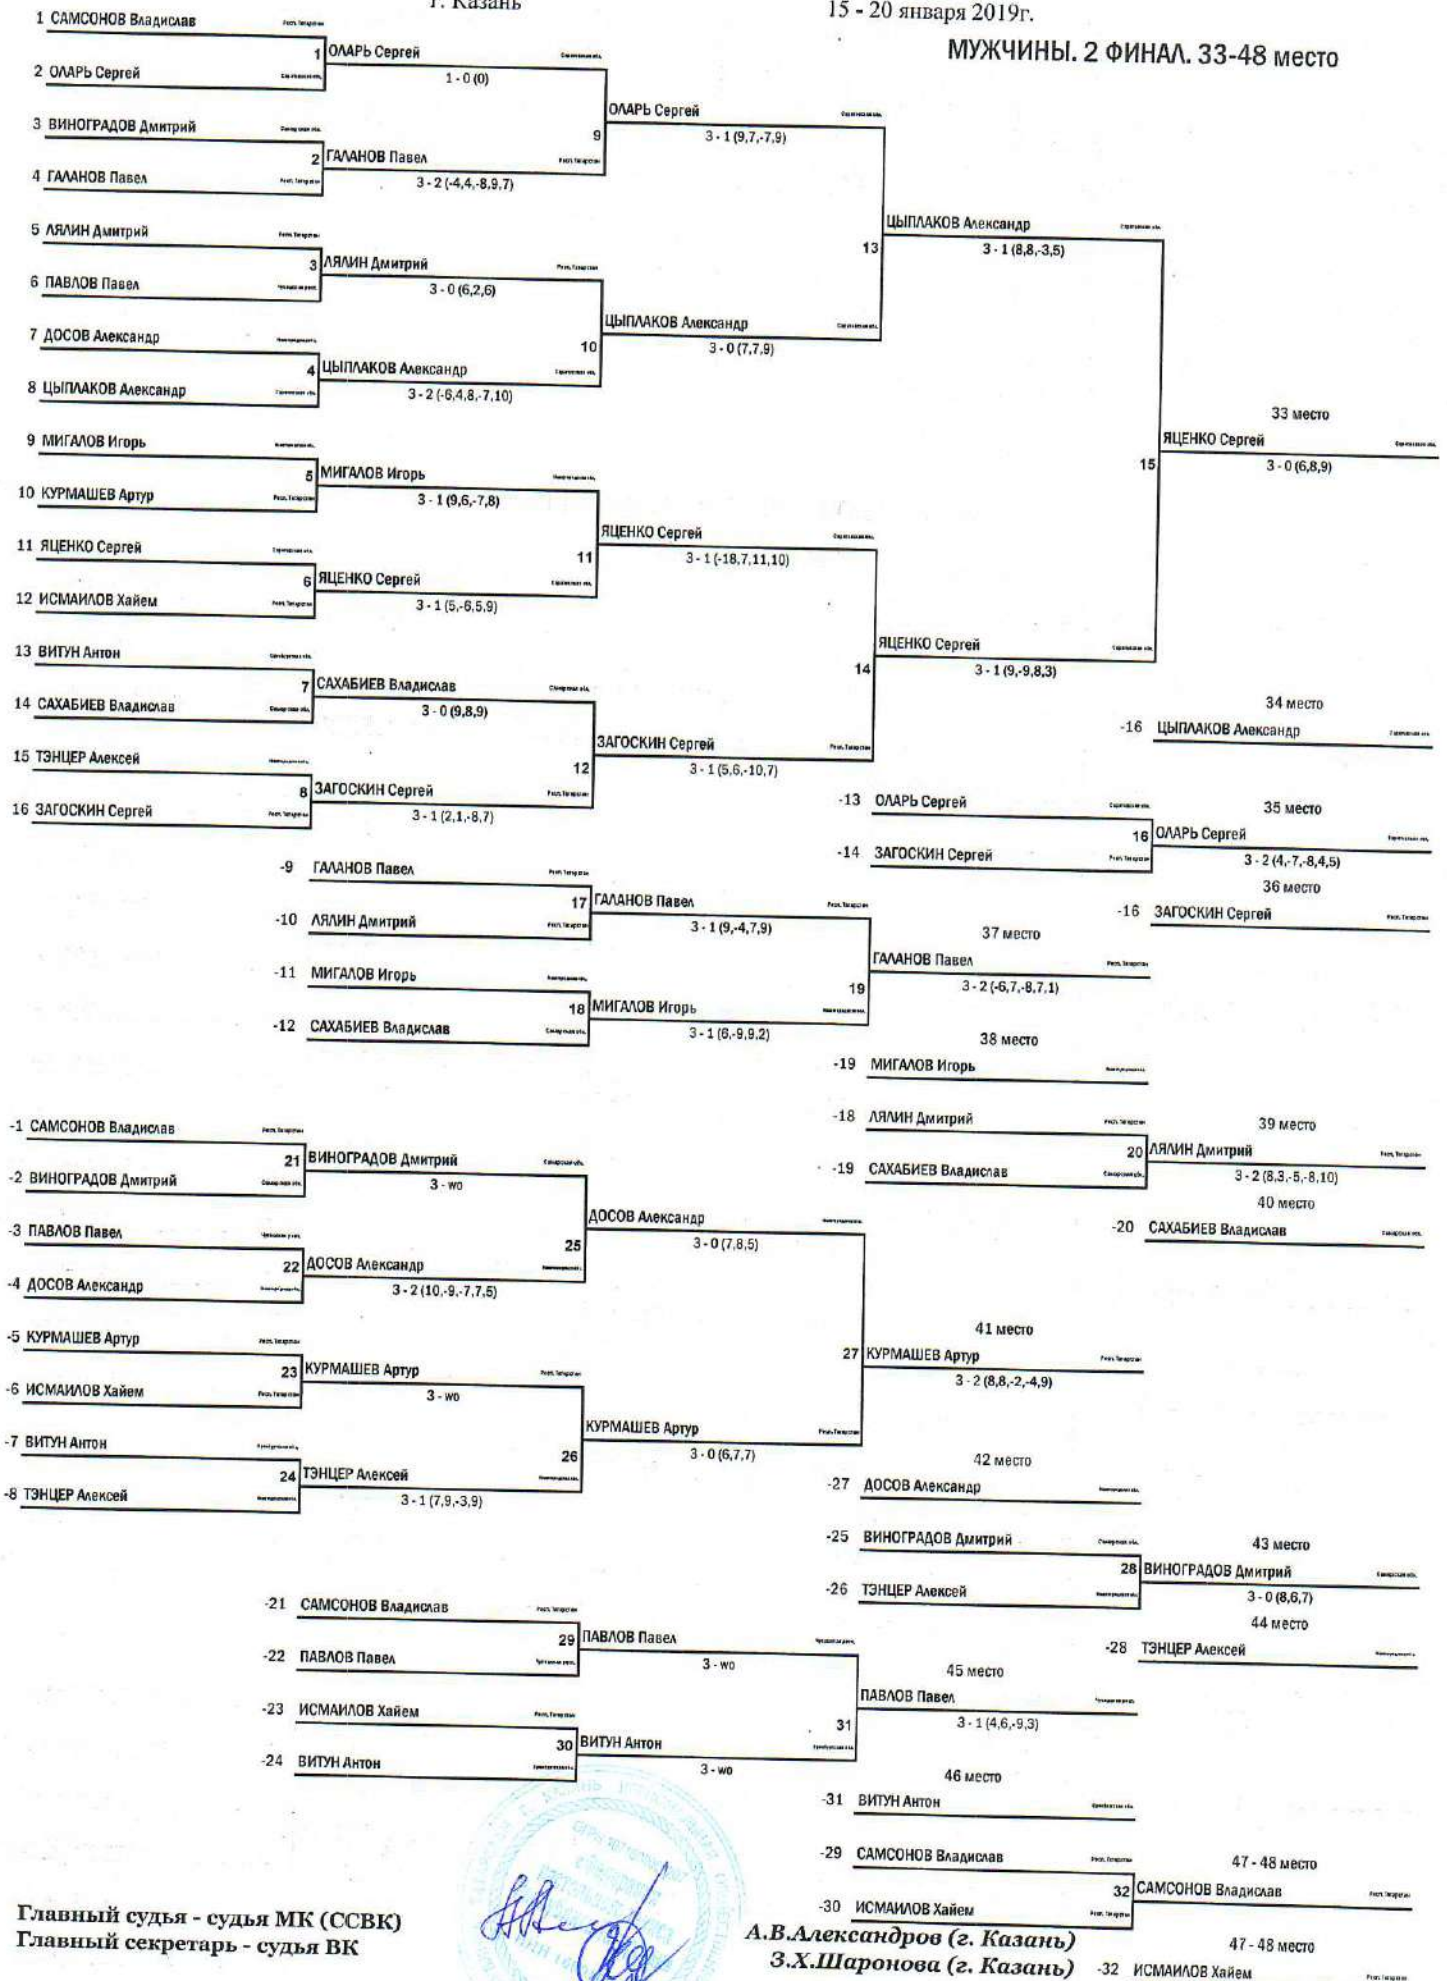 г. Казань
15 - 20 января 2019г.
МУЖЧИНЫ. 2 ФИНАЛ. 33-48 место
1 САМСОНОВ Владислав
1 ОЛАРЬ Сергей
1 - 0 (0)
2 ОЛАРЬ Сергей
9 ОЛАРЬ Сергей
3 - 1 (9,7,-7,9)
3 ВИНОГРАДОВ Дмитрий
2 ГАЛАНОВ Павел
3 - 2 (-4,4,-8,9,7)
4 ГАЛАНОВ Павел
13 ЦЫПЛАКОВ Александр
3 - 1 (8,8,-3,5)
5 ЛЯЛИН Дмитрий
3 ЛЯЛИН Дмитрий
3 - 0 (6,2,6)
6 ПАВЛОВ Павел
10 ЦЫПЛАКОВ Александр
3 - 0 (7,7,9)
7 ДОСОВ Александр
4 ЦЫПЛАКОВ Александр
3 - 2 (-6,4,8,-7,10)
8 ЦЫПЛАКОВ Александр
33 место
15 ЯЦЕНКО Сергей
3 - 0 (6,8,9)
9 МИГАЛОВ Игорь
5 МИГАЛОВ Игорь
3 - 1 (9,6,-7,8)
10 КУРМАШЕВ Артур
11 ЯЦЕНКО Сергей
3 - 1 (-18,7,11,10)
11 ЯЦЕНКО Сергей
6 ЯЦЕНКО Сергей
3 - 1 (5,-6,5,9)
12 ИСМАИЛОВ Хайем
14 ЯЦЕНКО Сергей
3 - 1 (9,-9,8,3)
13 ВИТУН Антон
7 САХАБИЕВ Владислав
3 - 0 (9,8,9)
14 САХАБИЕВ Владислав
12 ЗАГОСКИН Сергей
3 - 1 (5,6,-10,7)
15 ТЭНЦЕР Алексей
8 ЗАГОСКИН Сергей
3 - 1 (2,1,-8,7)
16 ЗАГОСКИН Сергей
34 место
-16 ЦЫПЛАКОВ Александр
-13 ОЛАРЬ Сергей
35 место
16 ОЛАРЬ Сергей
3 - 2 (4,-7,-8,4,5)
-14 ЗАГОСКИН Сергей
36 место
-16 ЗАГОСКИН Сергей
-9 ГАЛАНОВ Павел
17 ГАЛАНОВ Павел
3 - 1 (9,-4,7,9)
-10 ЛЯЛИН Дмитрий
37 место
19 ГАЛАНОВ Павел
3 - 2 (-6,7,-8,7,1)
-11 МИГАЛОВ Игорь
18 МИГАЛОВ Игорь
3 - 1 (6,-9,9,2)
-12 САХАБИЕВ Владислав
38 место
-19 МИГАЛОВ Игорь
-18 ЛЯЛИН Дмитрий
39 место
20 ЛЯЛИН Дмитрий
3 - 2 (8,3,-5,-8,10)
-19 САХАБИЕВ Владислав
40 место
-20 САХАБИЕВ Владислав
-1 САМСОНОВ Владислав
21 ВИНОГРАДОВ Дмитрий
3 - wo
-2 ВИНОГРАДОВ Дмитрий
25 ДОСОВ Александр
3 - 0 (7,8,5)
-3 ПАВЛОВ Павел
22 ДОСОВ Александр
3 - 2 (10,-9,-7,7,5)
-4 ДОСОВ Александр
41 место
27 КУРМАШЕВ Артур
3 - 2 (8,8,-2,-4,9)
-5 КУРМАШЕВ Артур
23 КУРМАШЕВ Артур
3 - wo
-6 ИСМАИЛОВ Хайем
26 КУРМАШЕВ Артур
3 - 0 (6,7,7)
-7 ВИТУН Антон
24 ТЭНЦЕР Алексей
3 - 1 (7,9,-3,9)
-8 ТЭНЦЕР Алексей
42 место
-27 ДОСОВ Александр
-25 ВИНОГРАДОВ Дмитрий
43 место
28 ВИНОГРАДОВ Дмитрий
3 - 0 (8,6,7)
-26 ТЭНЦЕР Алексей
44 место
-28 ТЭНЦЕР Алексей
-21 САМСОНОВ Владислав
29 ПАВЛОВ Павел
3 - wo
-22 ПАВЛОВ Павел
45 место
31 ПАВЛОВ Павел
3 - 1 (4,6,-9,3)
-23 ИСМАИЛОВ Хайем
30 ВИТУН Антон
3 - wo
-24 ВИТУН Антон
46 место
-31 ВИТУН Антон
-29 САМСОНОВ Владислав
47 - 48 место
32 САМСОНОВ Владислав
-30 ИСМАИЛОВ Хайем
47 - 48 место
-32 ИСМАИЛОВ Хайем
Главный судья - судья МК (ССВК)
А.В.Александров (г. Казань)
Главный секретарь - судья ВК
З.Х.Шаронова (г. Казань)